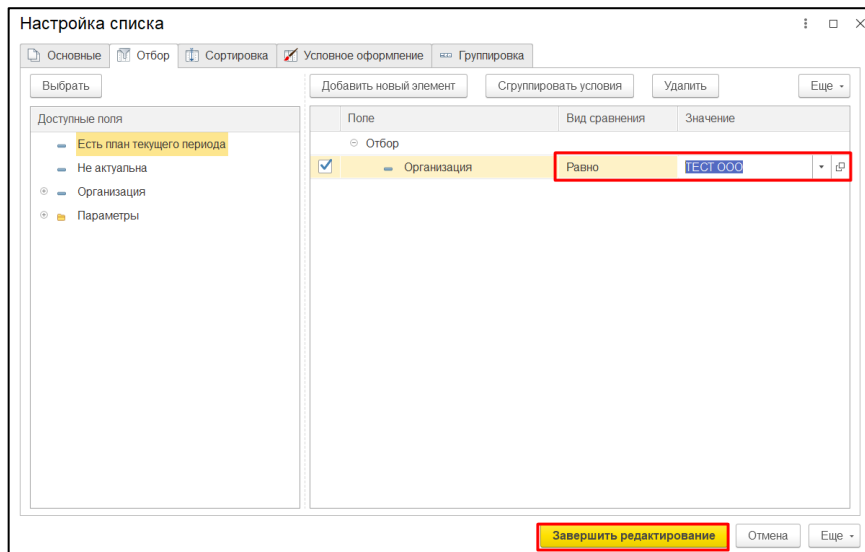 Настройка списка
Основные Отбор Сортировка Условное оформление Группировка
Выбрать Добавить новый элемент Сгруппировать условия Удалить Еще
Доступные поля Поле Вид сравнения Значение
Есть план текущего периода Отбор
Не актуальна Организация Равно ТЕСТ ООО
Организация
Параметры
Завершить редактирование Отмена Еще